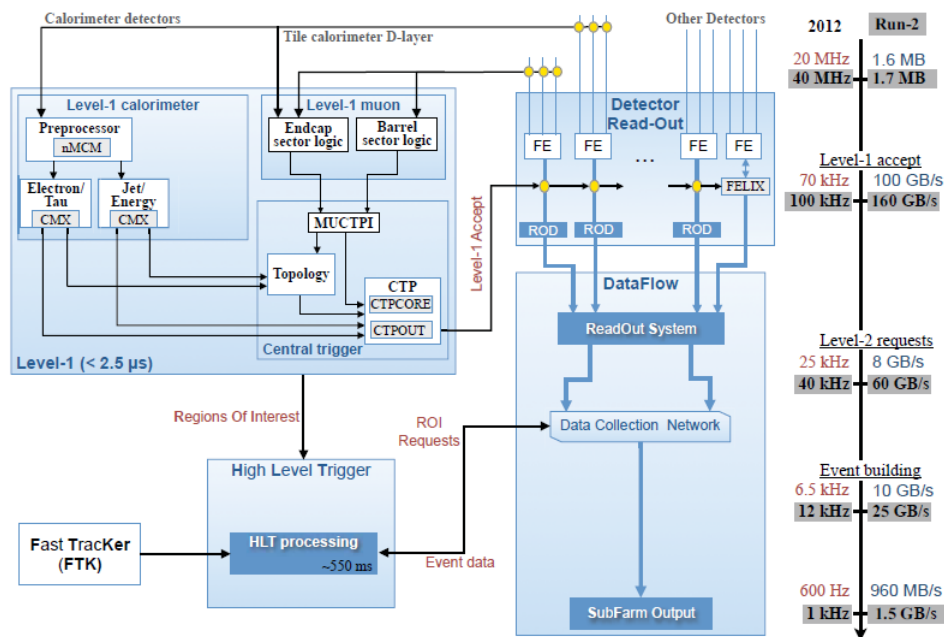 Calorimeter detectors
Tile calorimeter D-layer
Other Detectors
2012
Run-2
20 MHz
1.6 MB
40 MHz
1.7 MB
Level-1 calorimeter
Preprocessor
nMCM
Electron/
Tau
CMX
Jet/
Energy
CMX
Level-1 muon
Endcap
sector logic
Barrel
sector logic
MUCTPI
Topology
CTP
CTPCORE
CTPOUT
Central trigger
Level-1 (< 2.5 μs)
Level-1 Accept
Detector
Read-Out
FE
FE
...
FE
FE
FELIX
ROD
ROD
ROD
Level-1 accept
70 kHz
100 GB/s
100 kHz
160 GB/s
DataFlow
ReadOut System
Data Collection Network
SubFarm Output
Level-2 requests
25 kHz
8 GB/s
40 kHz
60 GB/s
Regions Of Interest
ROI
Requests
High Level Trigger
HLT processing
~550 ms
Event data
Fast TracKer
(FTK)
Event building
6.5 kHz
10 GB/s
12 kHz
25 GB/s
600 Hz
960 MB/s
1 kHz
1.5 GB/s